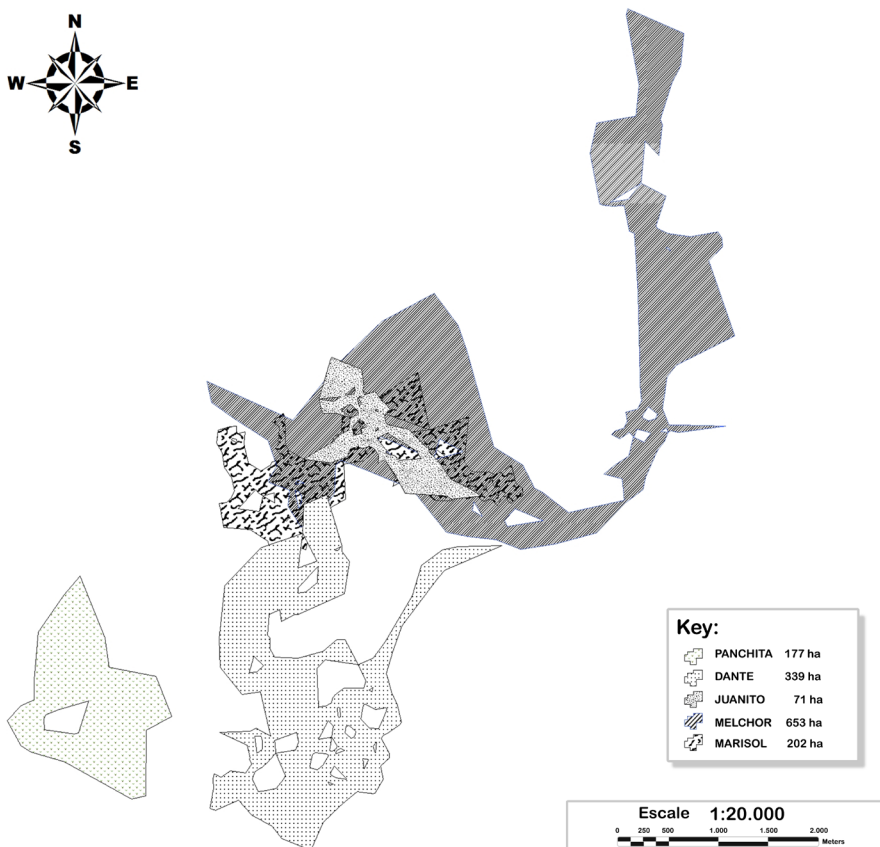 N
W E
S
Key:
PANCHITA 177 ha
DANTE 339 ha
JUANITO 71 ha
MELCHOR 653 ha
MARISOL 202 ha
Escale 1:20.000
0 250 500 1.000 1.500 2.000
Meters